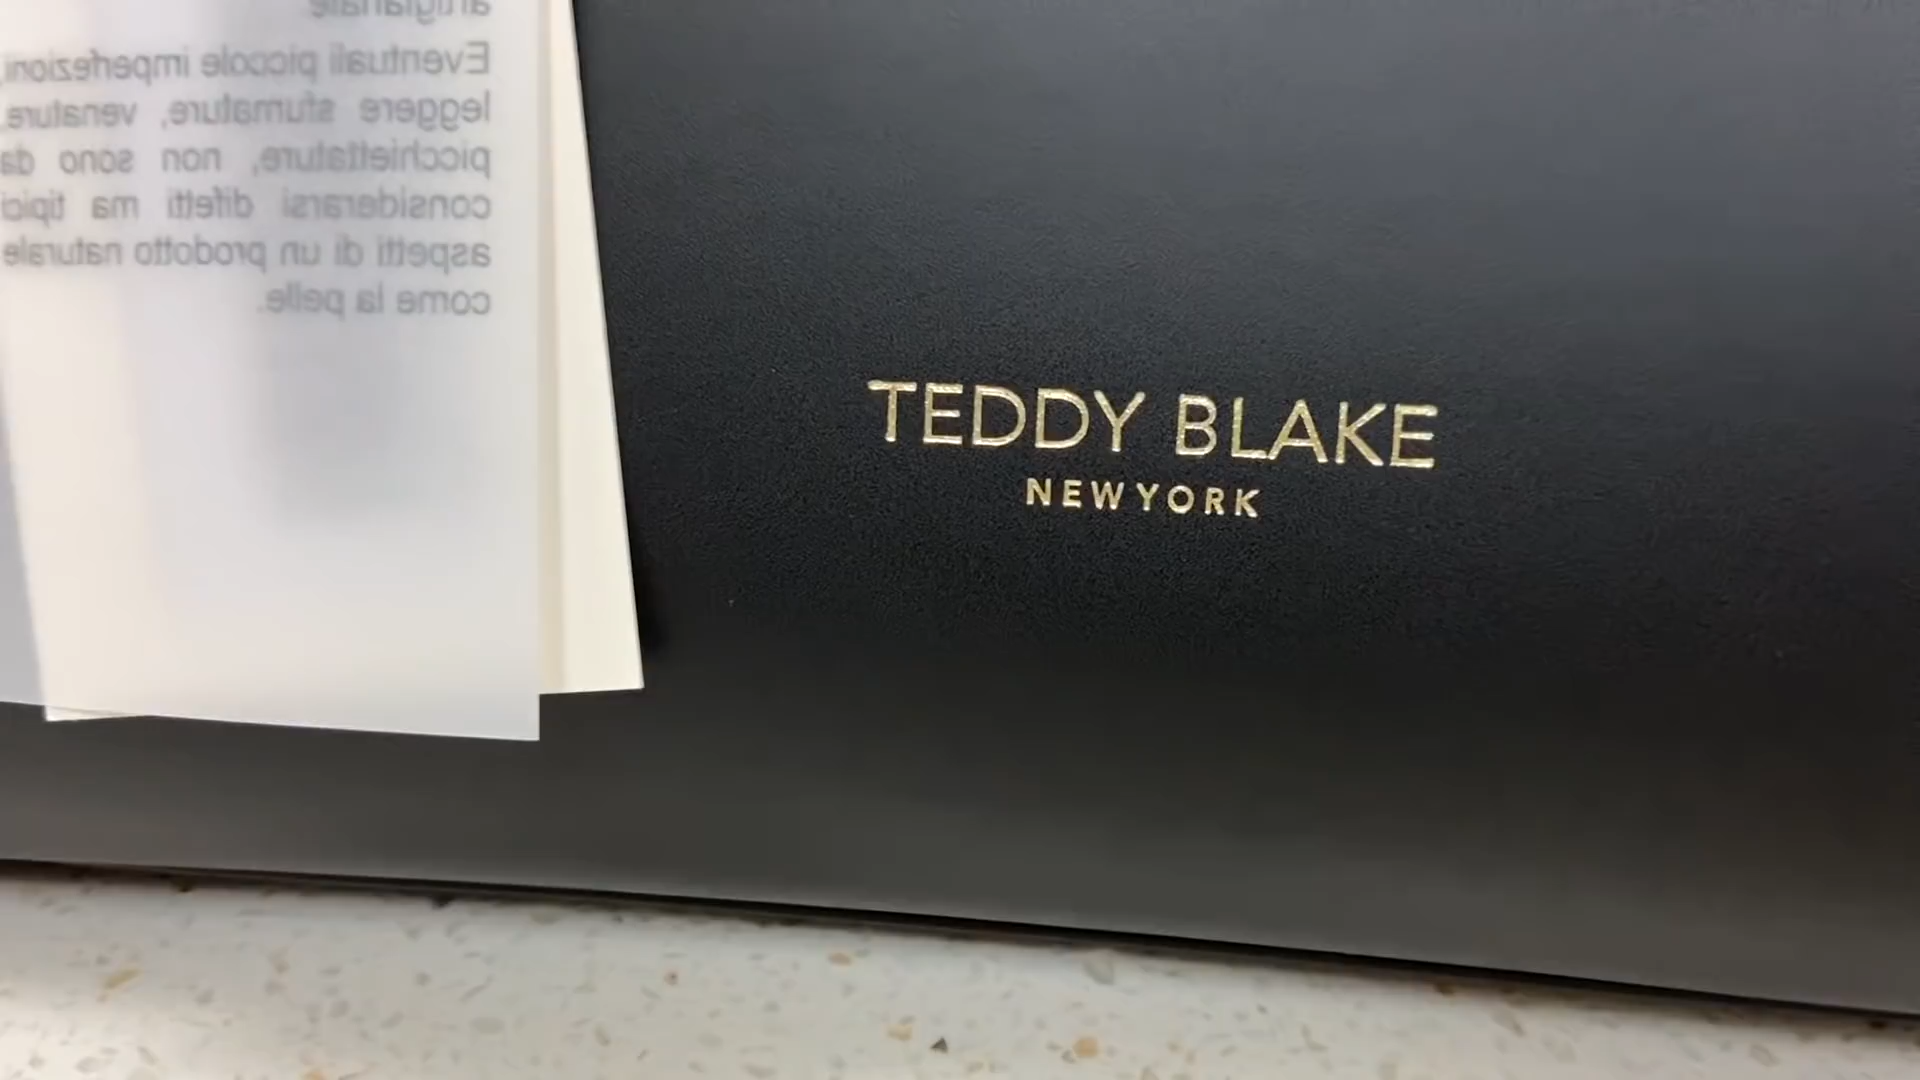 artigianale.
Eventuali piccole imperfezioni,
leggere sfumature, venature,
picchiettature, non sono da
considerarsi difetti ma tipici
aspetti di un prodotto naturale
come la pelle.
TEDDY BLAKE
NEW YORK